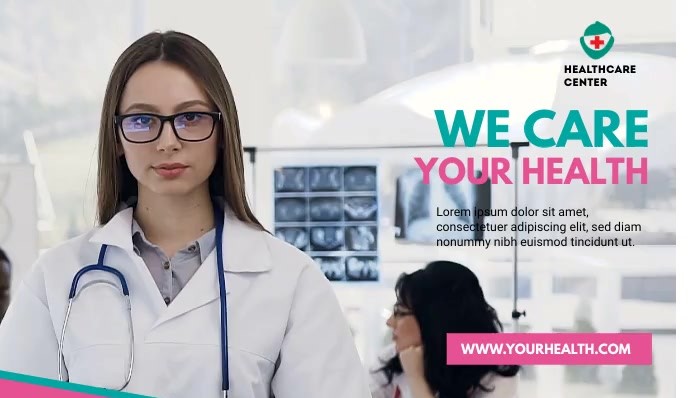 HEALTHCARE
CENTER
WE CARE
YOUR HEALTH
Lorem ipsum dolor sit amet,
consectetuer adipiscing elit, sed diam
nonummy nibh euismod tincidunt ut.
WWW.YOURHEALTH.COM